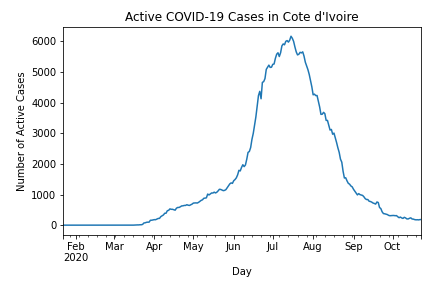 Active COVID-19 Cases in Cote d'Ivoire
Number of Active Cases
6000
5000
4000
3000
2000
1000
0
Feb Mar Apr May Jun Jul Aug Sep Oct
2020
Day